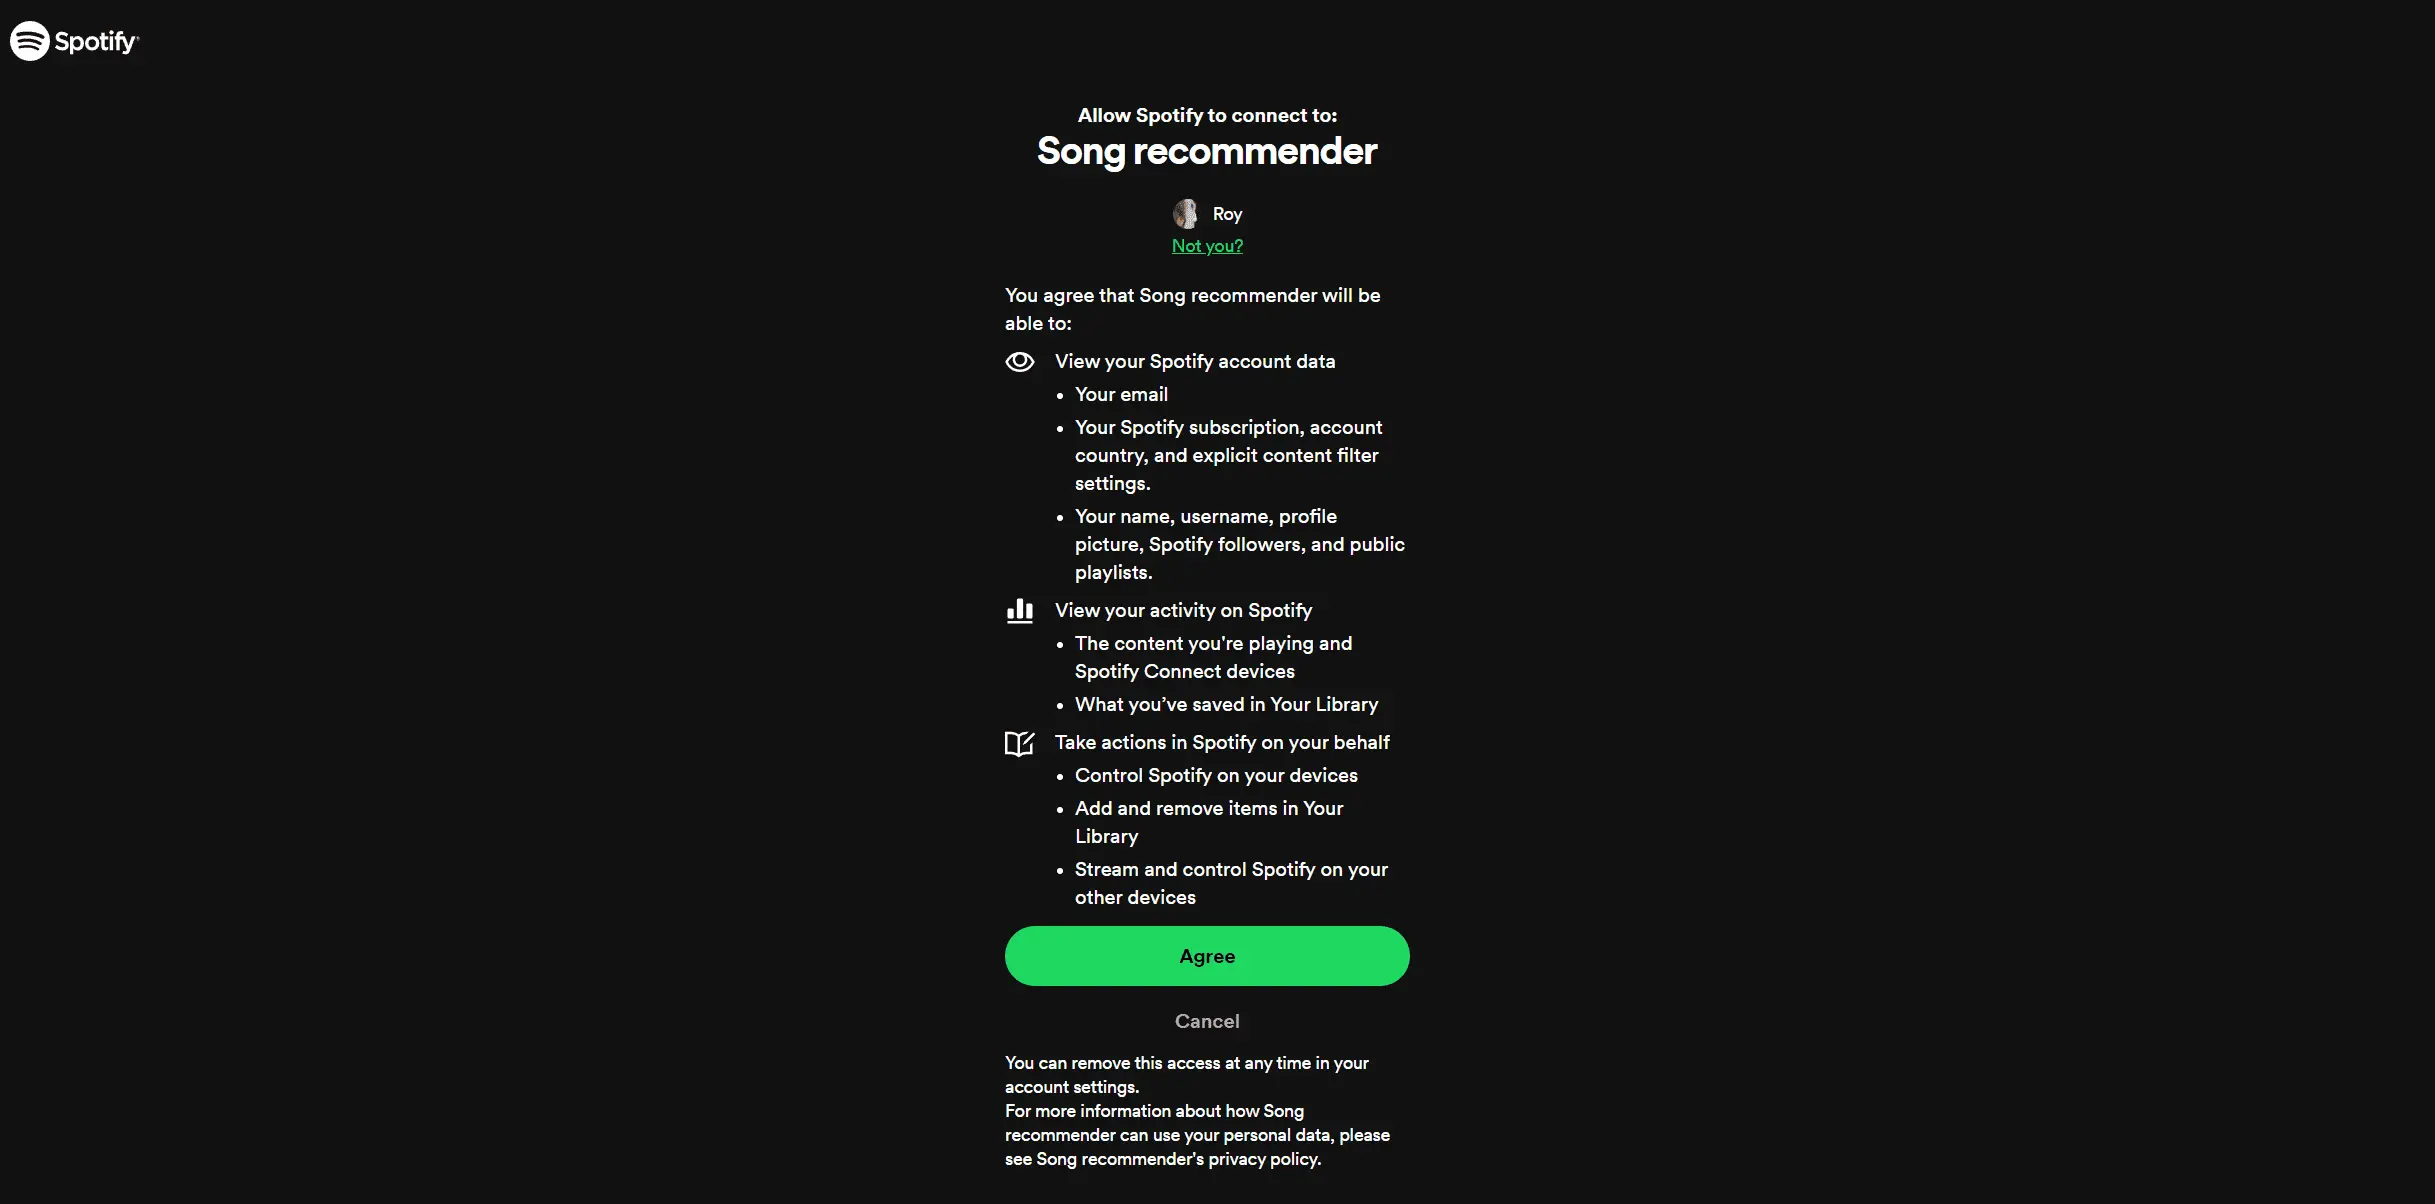 Spotify
Allow Spotify to connect to:
Song recommender
Roy
Not you?
You agree that Song recommender will be
able to:
View your Spotify account data
• Your email
• Your Spotify subscription, account
country, and explicit content filter
settings.
• Your name, username, profile
picture, Spotify followers, and public
playlists.
View your activity on Spotify
• The content you're playing and
Spotify Connect devices
• What you’ve saved in Your Library
Take actions in Spotify on your behalf
• Control Spotify on your devices
• Add and remove items in Your
Library
• Stream and control Spotify on your
other devices
Agree
Cancel
You can remove this access at any time in your
account settings.
For more information about how Song
recommender can use your personal data, please
see Song recommender's privacy policy.